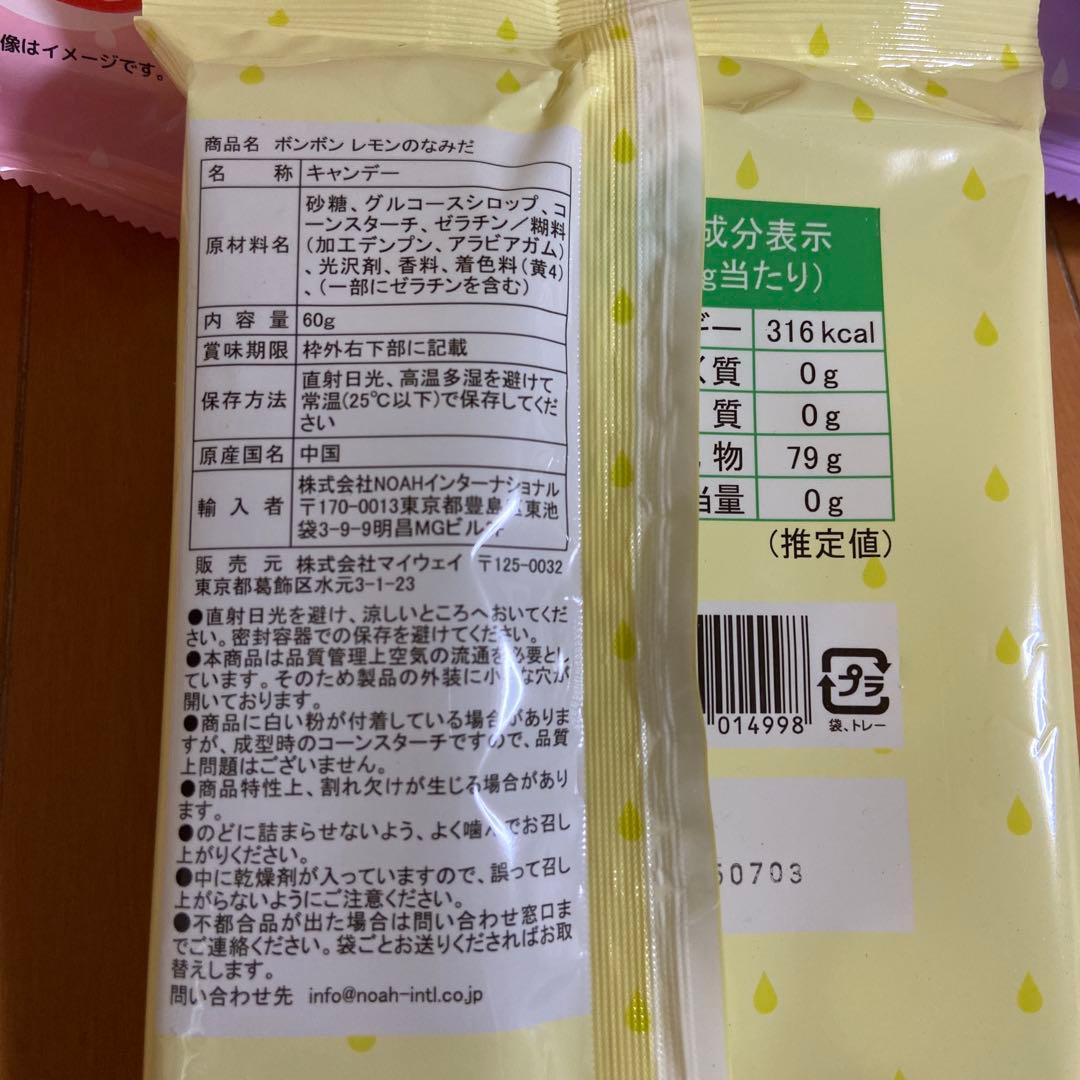 像はイメージです。
商品名 ボンボン レモンのなみだ
名称 キャンデー
原材料名 砂糖、グルコースシロップ、コ
ーンスターチ、ゼラチン／糊料
(加工デンプン、アラビアガム)
、光沢剤、香料、着色料(黄4)
、(一部にゼラチンを含む)
内容量 60g
賞味期限 枠外右下部に記載
保存方法 直射日光、高温多湿を避けて
常温(25℃以下)で保存してくだ
さい
原産国名 中国
輸入者 株式会社NOAHインターナショナル
〒170-0013東京都豊島区東池
袋3-9-9明昌MGビル
販売元 株式会社マイウェイ 〒125-0032
東京都葛飾区水元3-1-23
●直射日光を避け、涼しいところへおいてくだ
さい。密封容器での保存を避けてください。
●本商品は品質管理上空気の流通を必要とし
ています。そのため製品の外装に小さな穴が
開いております。
●商品に白い粉が付着している場合がありま
すが、成型時のコーンスターチですので、品質
上問題はございません。
●商品特性上、割れ欠けが生じる場合があり
ます。
●のどに詰まらせないよう、よく噛んでお召し
上がりください。
●中に乾燥剤が入っていますので、誤って召し
上がらないようにご注意ください。
●不都合品が出た場合は問い合わせ窓口ま
でご連絡ください。袋ごとお送りくださればお取
替えします。
問い合わせ先 info@noah-intl.co.jp
成分表示
g当たり)
ギー 316kcal
く質 0g
質 0g
物 79g
当量 0g
(推定値)
014998
プラ
袋、トレー
50703